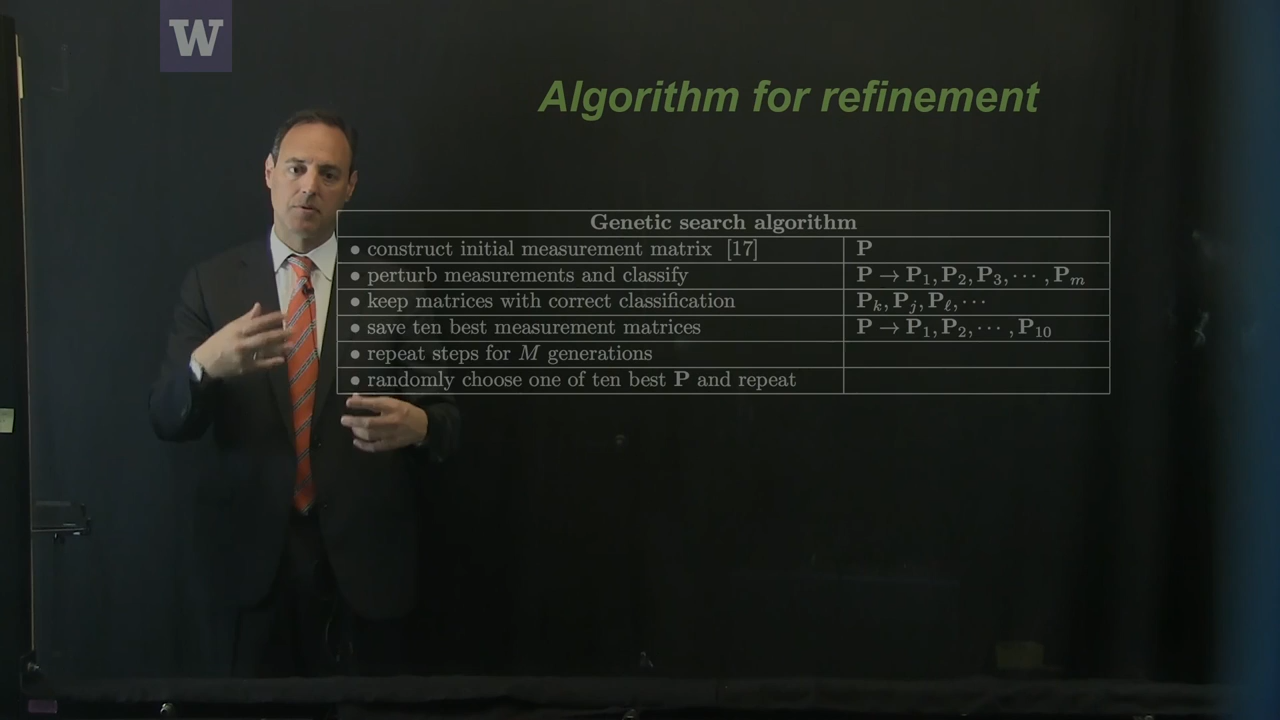 W
Algorithm for refinement
Genetic search algorithm
• construct initial measurement matrix [17] P
• perturb measurements and classify P → P₁, P₂, P₃, ⋯ , Pₘ
• keep matrices with correct classification Pₖ, Pⱼ, P_ℓ, ⋯
• save ten best measurement matrices P → P₁, P₂, ⋯ , P₁₀
• repeat steps for M generations
• randomly choose one of ten best P and repeat